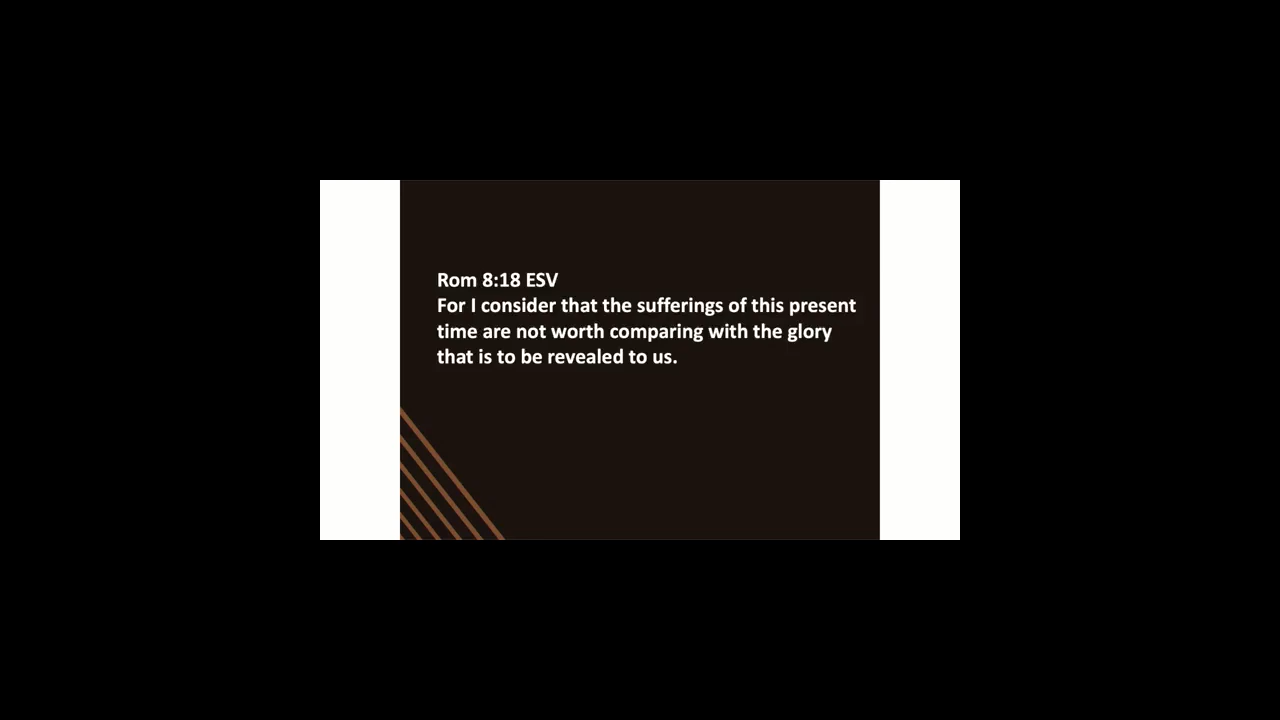 Rom 8:18 ESV
For I consider that the sufferings of this present
time are not worth comparing with the glory
that is to be revealed to us.